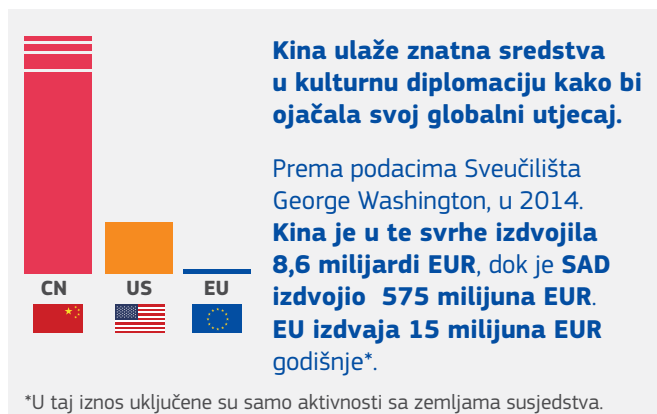 Kina ulaže znatna sredstva
u kulturnu diplomaciju kako bi
ojačala svoj globalni utjecaj.
Prema podacima Sveučilišta
George Washington, u 2014.
Kina je u te svrhe izdvojila
8,6 milijardi EUR, dok je SAD
izdvojio 575 milijuna EUR.
EU izdvaja 15 milijuna EUR
godišnje*.
CN US EU
*U taj iznos uključene su samo aktivnosti sa zemljama susjedstva.